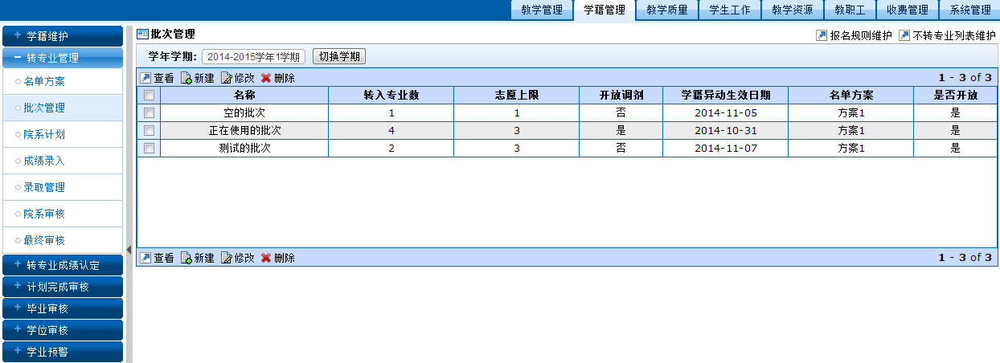 教学管理 学籍管理 教学质量 学生工作 教学资源 教职工 收费管理 系统管理
学籍维护
转专业管理
名单方案
批次管理
院系计划
成绩录入
录取管理
院系审核
最终审核
转专业成绩认定
计划完成审核
毕业审核
学位审核
学业预警
批次管理 报名规则维护 不转专业列表维护
学年学期: 2014-2015学年1学期 切换学期
查看 新建 修改 删除 1 - 3 of 3
名称 转入专业数 志愿上限 开放调剂 学籍异动生效日期 名单方案 是否开放
空的批次 1 1 否 2014-11-05 方案1 是
正在使用的批次 4 3 是 2014-10-31 方案1 是
测试的批次 2 3 否 2014-11-07 方案1 是
查看 新建 修改 删除 1 - 3 of 3